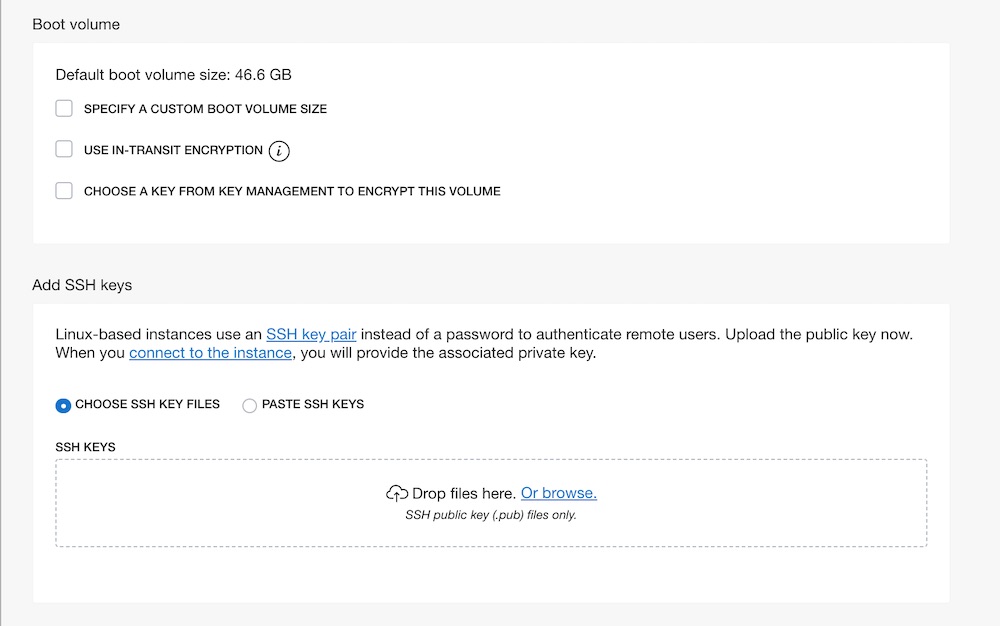 Boot volume
Default boot volume size: 46.6 GB
SPECIFY A CUSTOM BOOT VOLUME SIZE
USE IN-TRANSIT ENCRYPTION i
CHOOSE A KEY FROM KEY MANAGEMENT TO ENCRYPT THIS VOLUME
Add SSH keys
Linux-based instances use an SSH key pair instead of a password to authenticate remote users. Upload the public key now.
When you connect to the instance, you will provide the associated private key.
CHOOSE SSH KEY FILES PASTE SSH KEYS
SSH KEYS
Drop files here. Or browse.
SSH public key (.pub) files only.